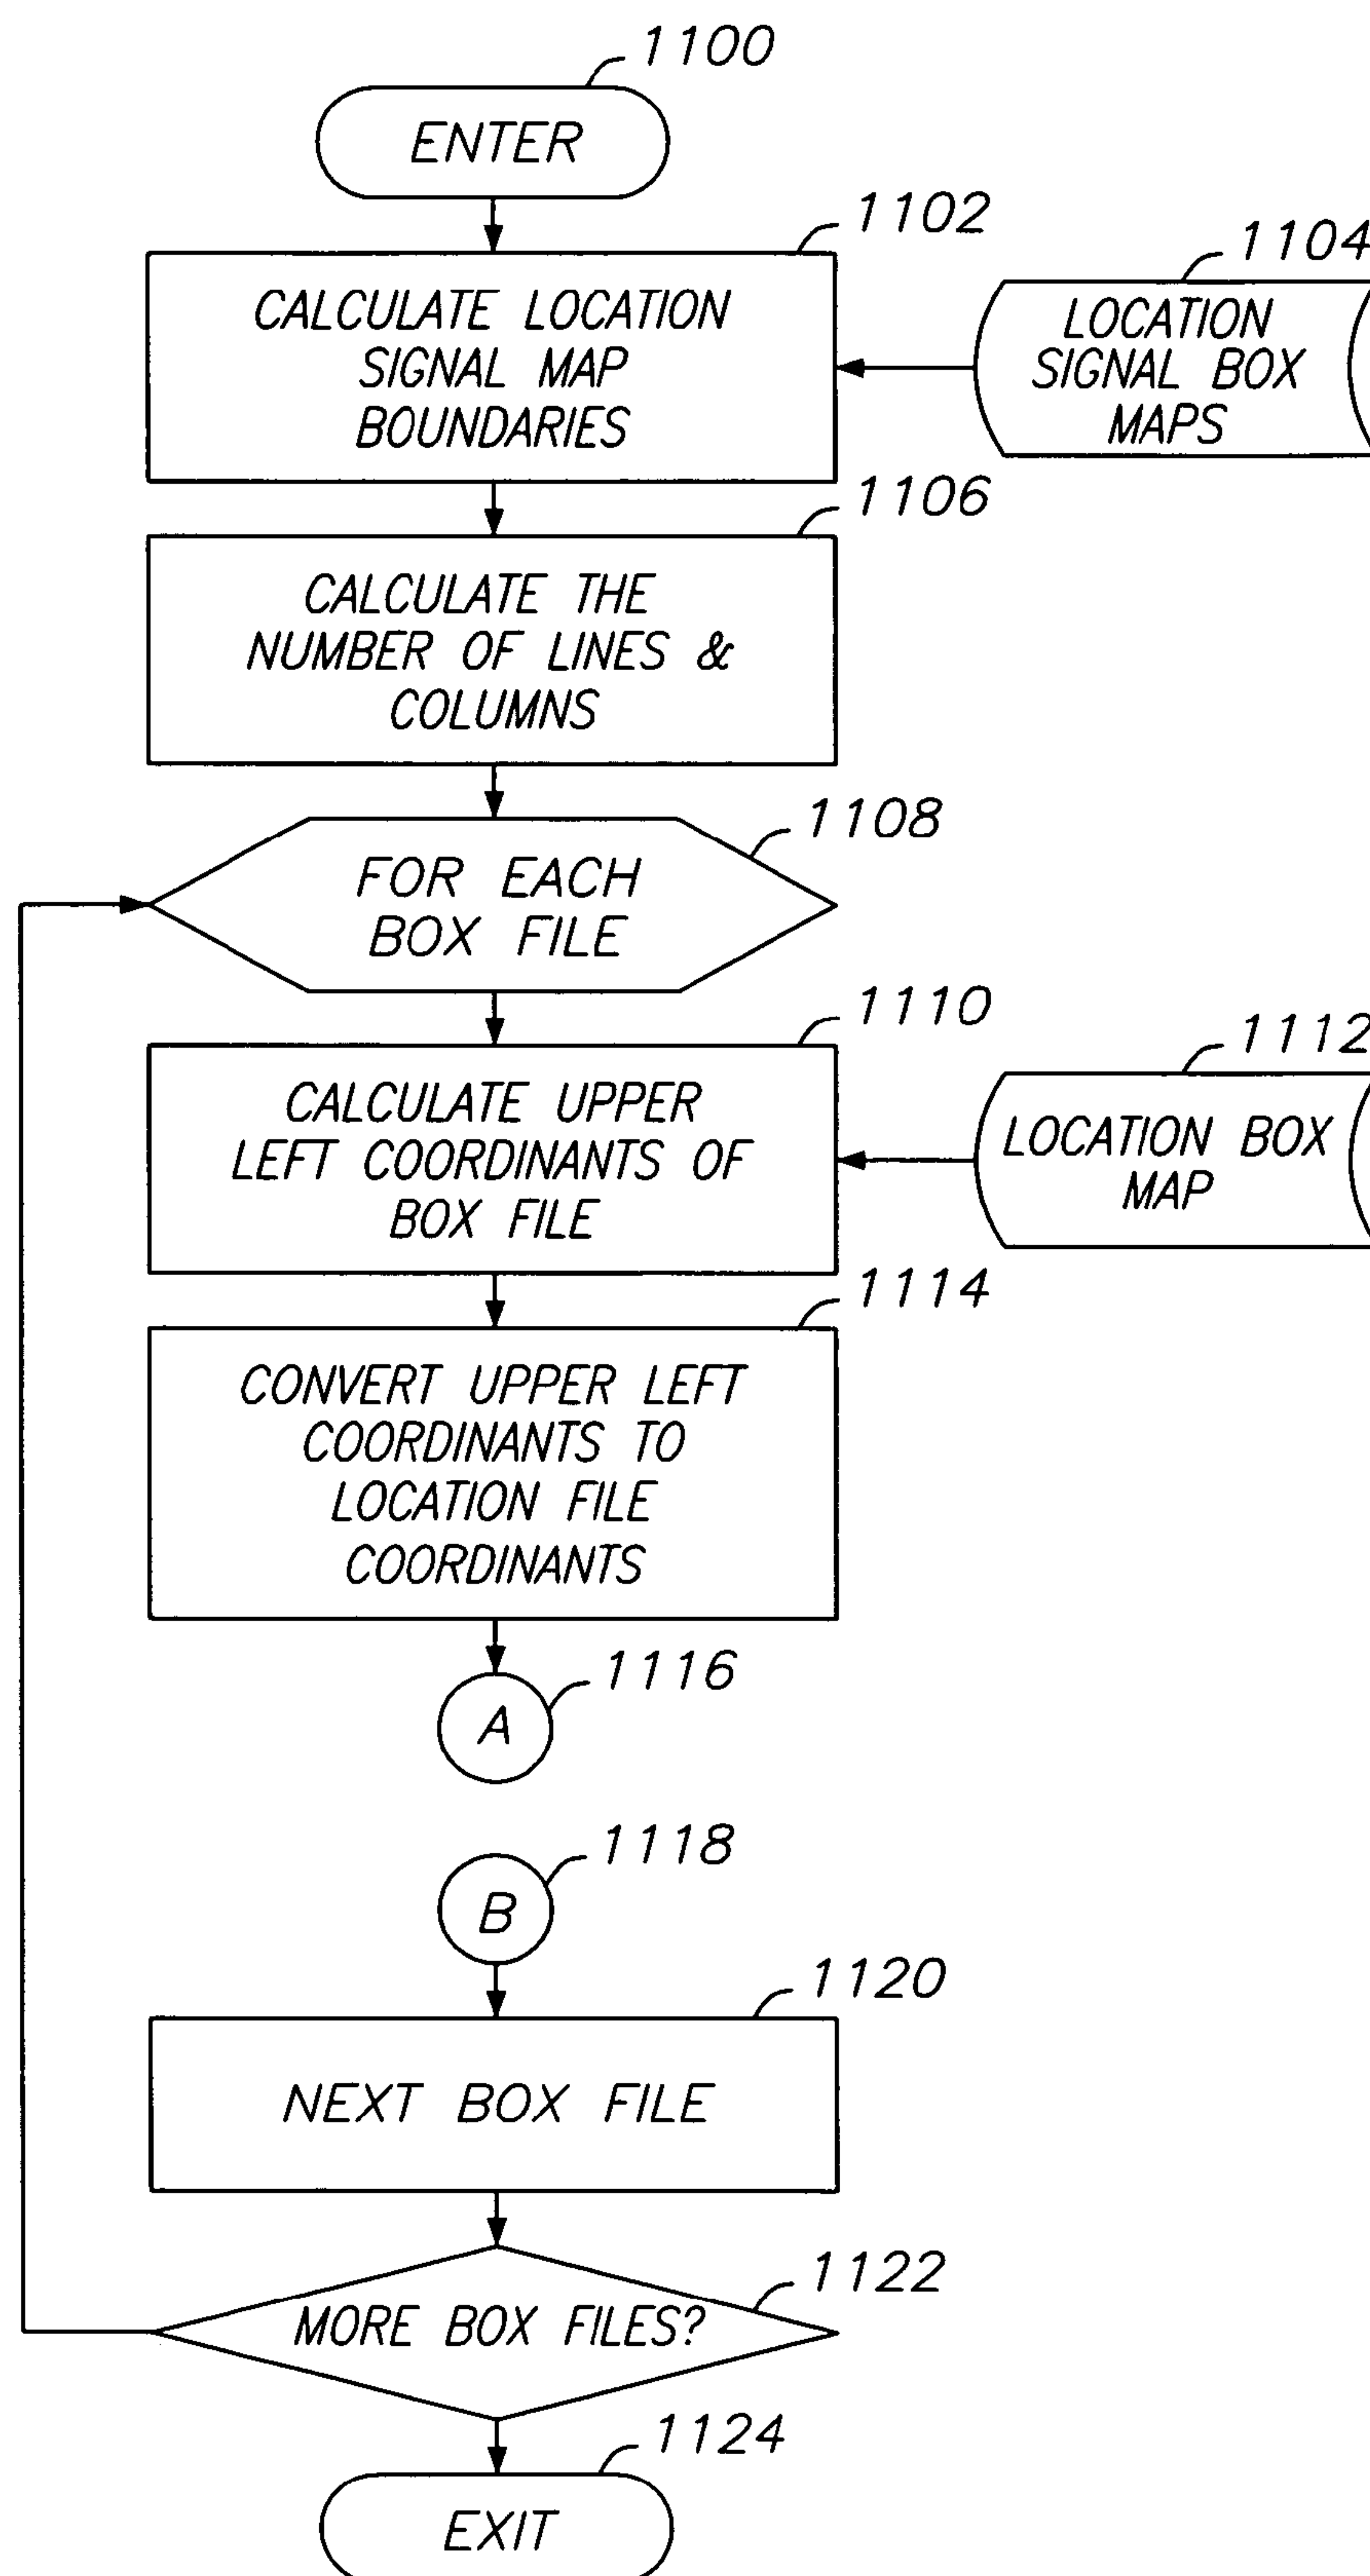 1100
ENTER
1102
CALCULATE LOCATION
SIGNAL MAP
BOUNDARIES
1104
LOCATION
SIGNAL BOX
MAPS
1106
CALCULATE THE
NUMBER OF LINES &
COLUMNS
1108
FOR EACH
BOX FILE
1110
CALCULATE UPPER
LEFT COORDINANTS OF
BOX FILE
1112
LOCATION BOX
MAP
1114
CONVERT UPPER LEFT
COORDINANTS TO
LOCATION FILE
COORDINANTS
1116
A
1118
B
1120
NEXT BOX FILE
1122
MORE BOX FILES?
1124
EXIT